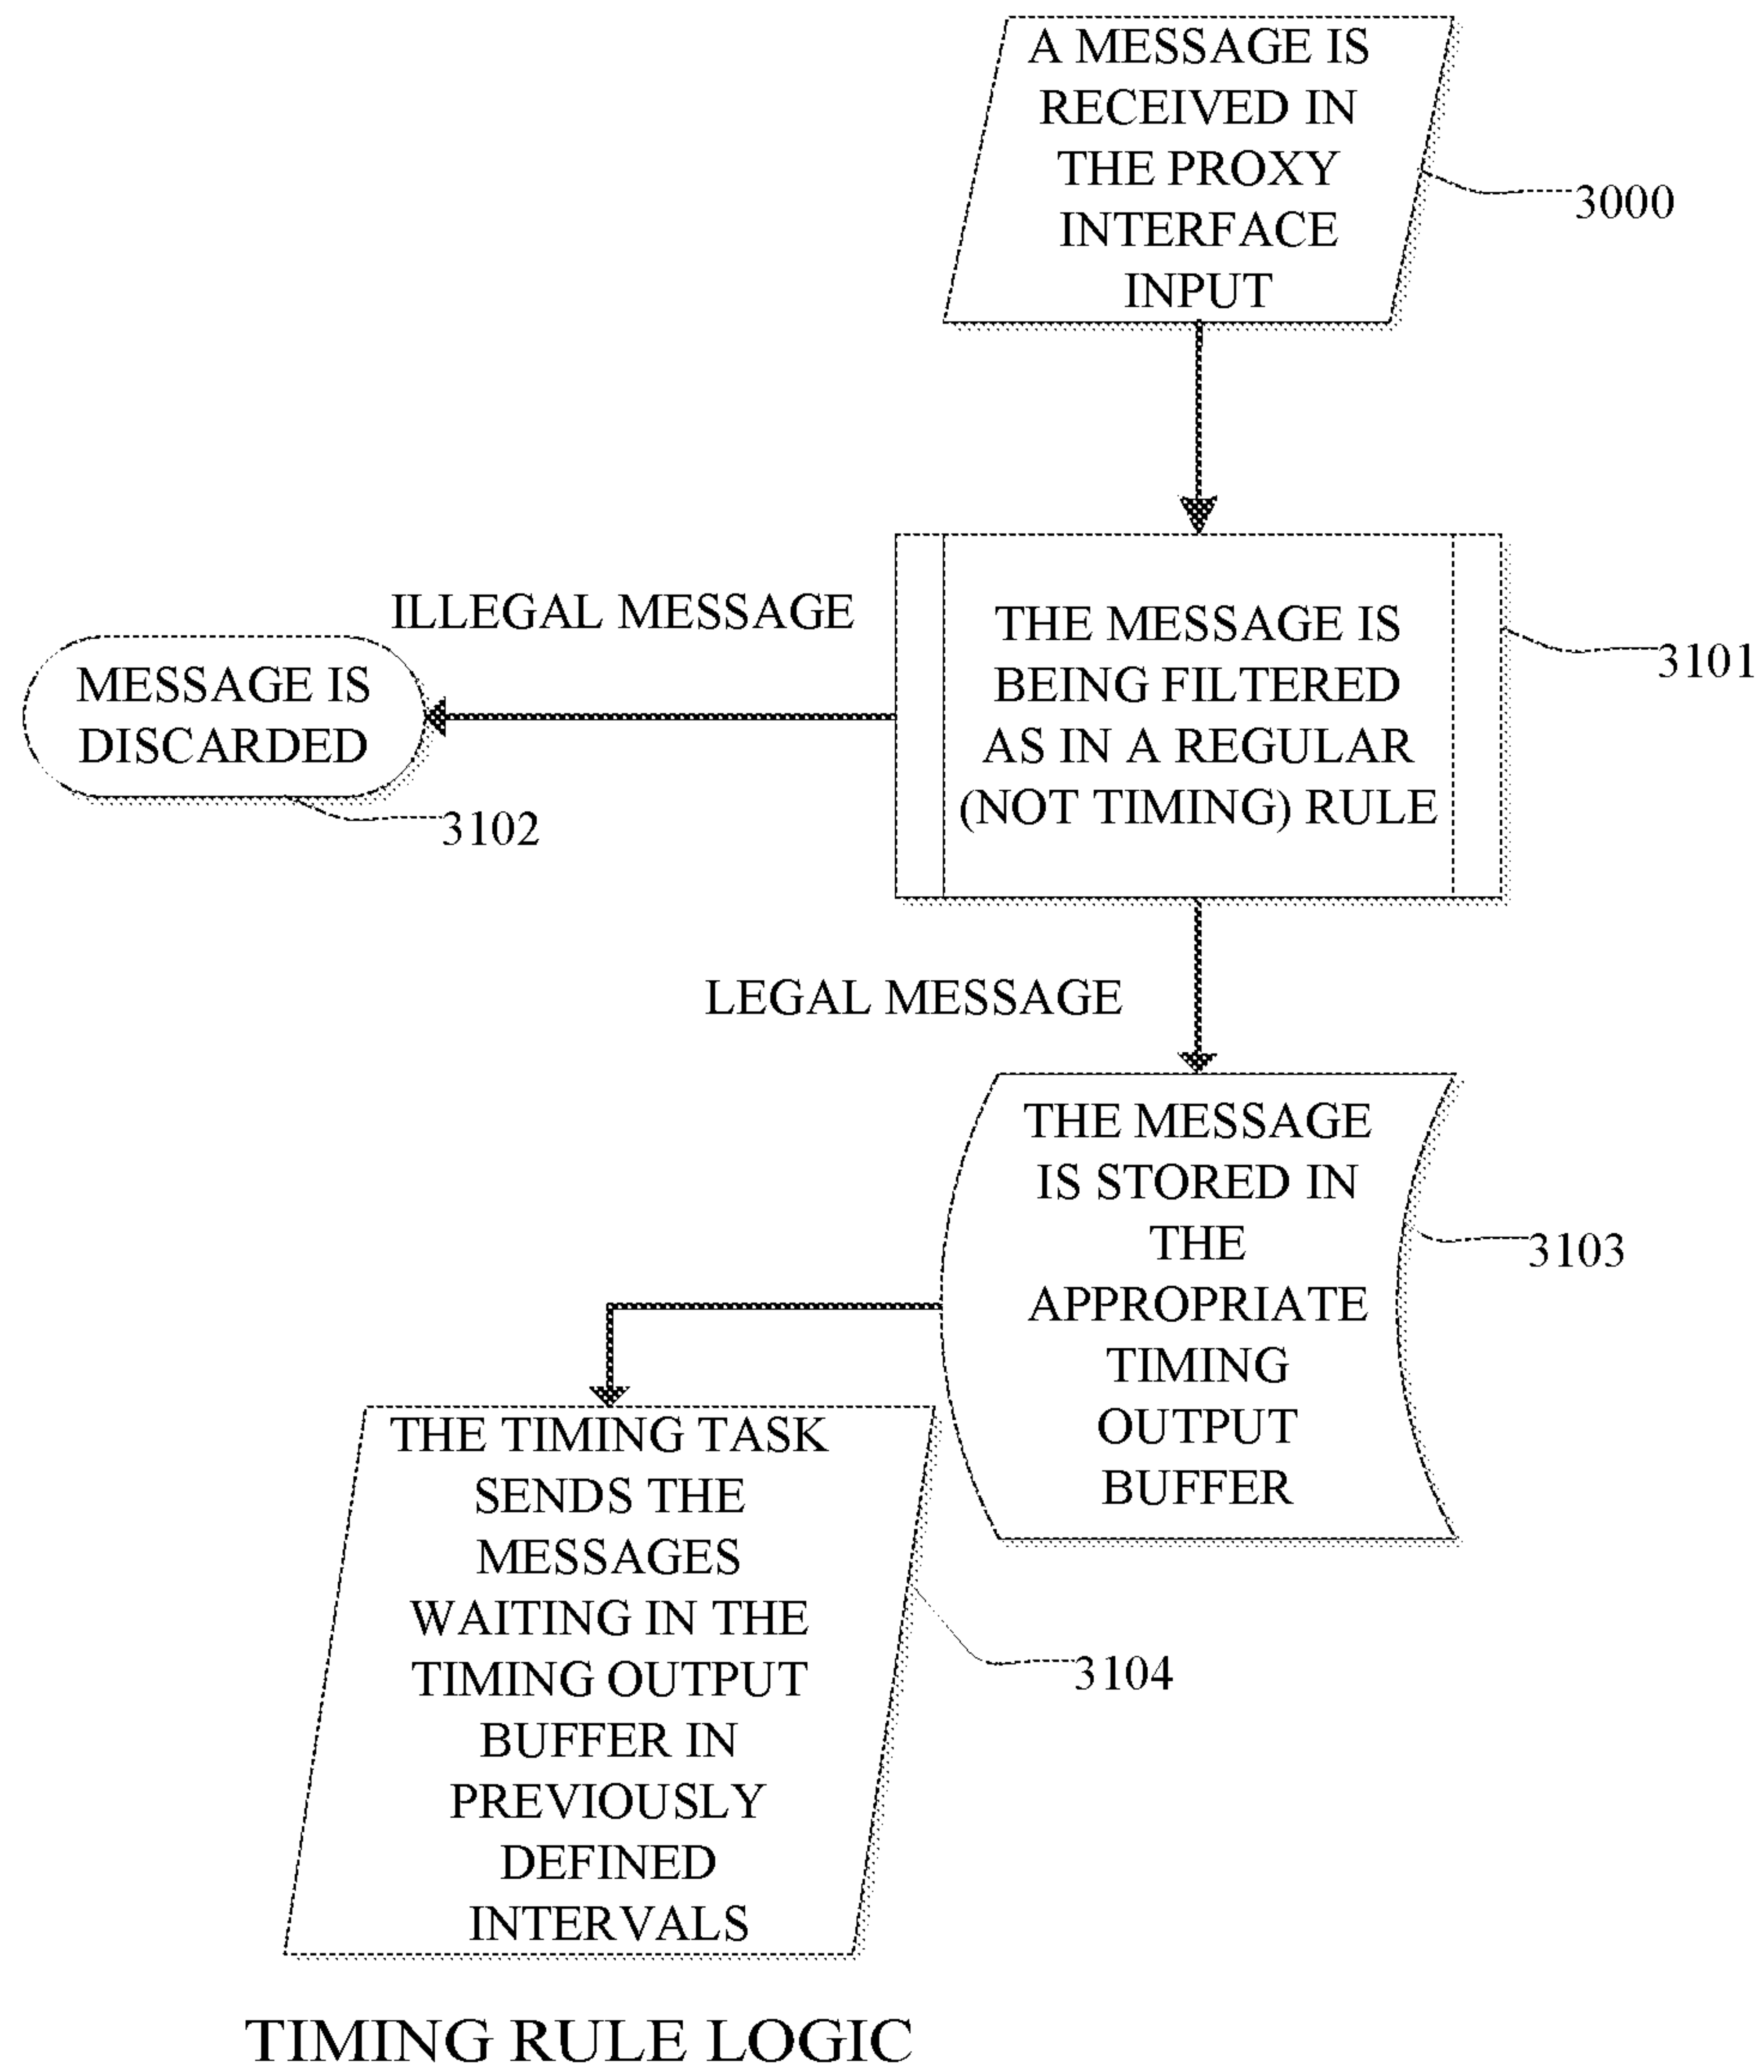 A MESSAGE IS
RECEIVED IN
THE PROXY
INTERFACE
INPUT
3000
ILLEGAL MESSAGE
THE MESSAGE IS
BEING FILTERED
AS IN A REGULAR
(NOT TIMING) RULE
3101
MESSAGE IS
DISCARDED
3102
LEGAL MESSAGE
THE MESSAGE
IS STORED IN
THE
APPROPRIATE
TIMING
OUTPUT
BUFFER
3103
THE TIMING TASK
SENDS THE
MESSAGES
WAITING IN THE
TIMING OUTPUT
BUFFER IN
PREVIOUSLY
DEFINED
INTERVALS
3104
TIMING RULE LOGIC